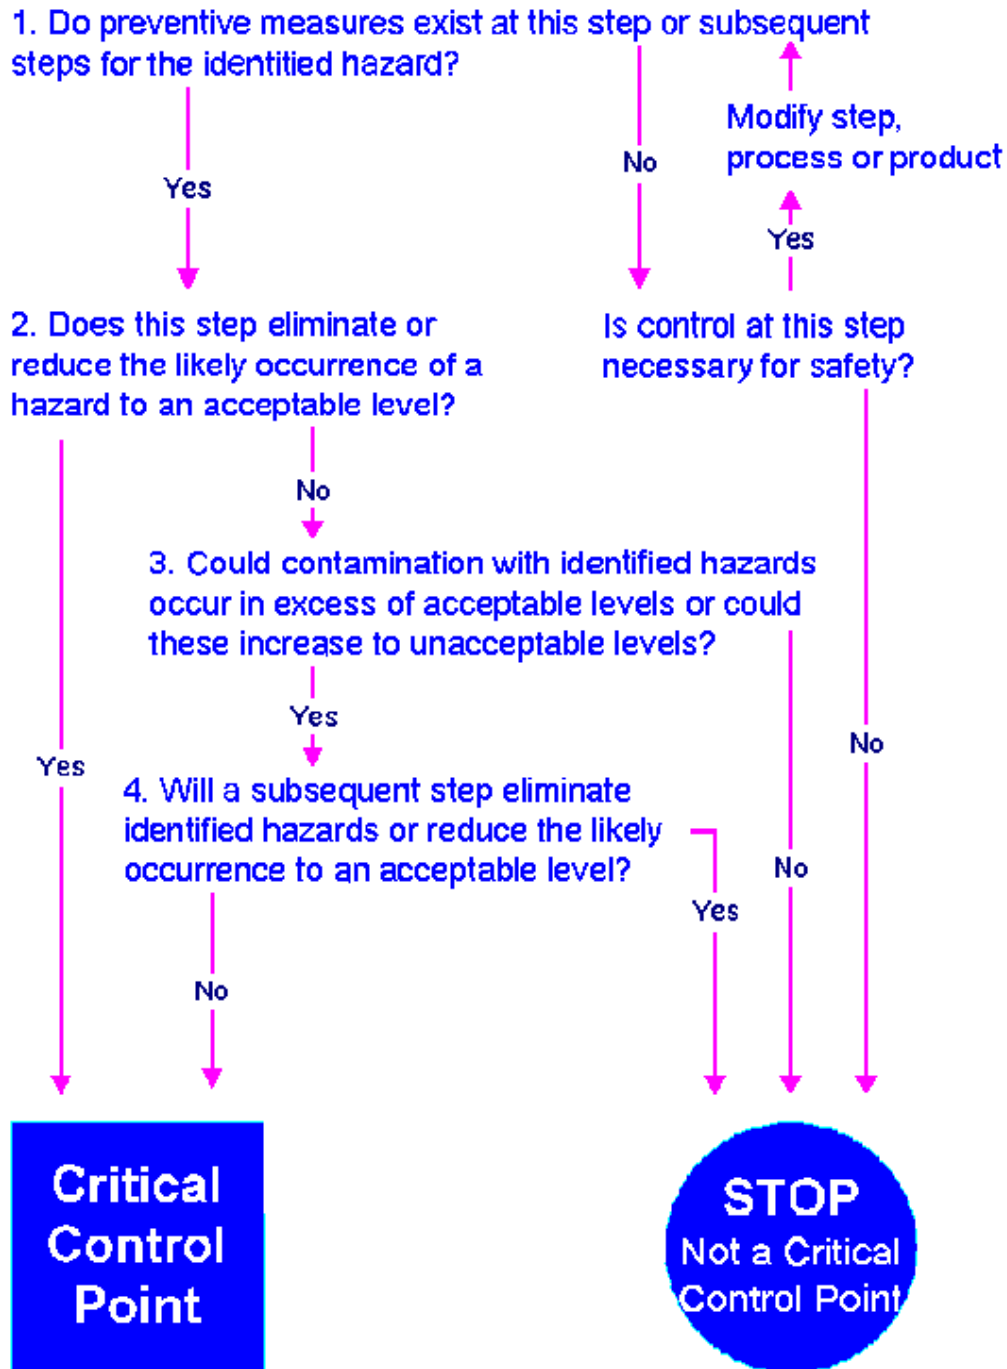 1. Do preventive measures exist at this step or subsequent
steps for the identitied hazard?
Modify step,
process or product
No
Yes
Yes
2. Does this step eliminate or
reduce the likely occurrence of a
hazard to an acceptable level?
Is control at this step
necessary for safety?
No
3. Could contamination with identified hazards
occur in excess of acceptable levels or could
these increase to unacceptable levels?
Yes
No
Yes
4. Will a subsequent step eliminate
identified hazards or reduce the likely
occurrence to an acceptable level?
No
Yes
No
Critical
Control
Point
STOP
Not a Critical
Control Point